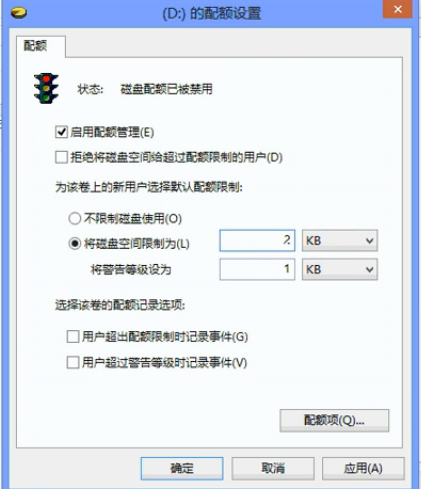 (D:) 的配额设置
配额
状态: 磁盘配额已被禁用
启用配额管理(E)
拒绝将磁盘空间给超过配额限制的用户(D)
为该卷上的新用户选择默认配额限制:
不限制磁盘使用(O)
将磁盘空间限制为(L) 2 KB
将警告等级设为 1 KB
选择该卷的配额记录选项:
用户超出配额限制时记录事件(G)
用户超过警告等级时记录事件(V)
配额项(Q)...
确定 取消 应用(A)